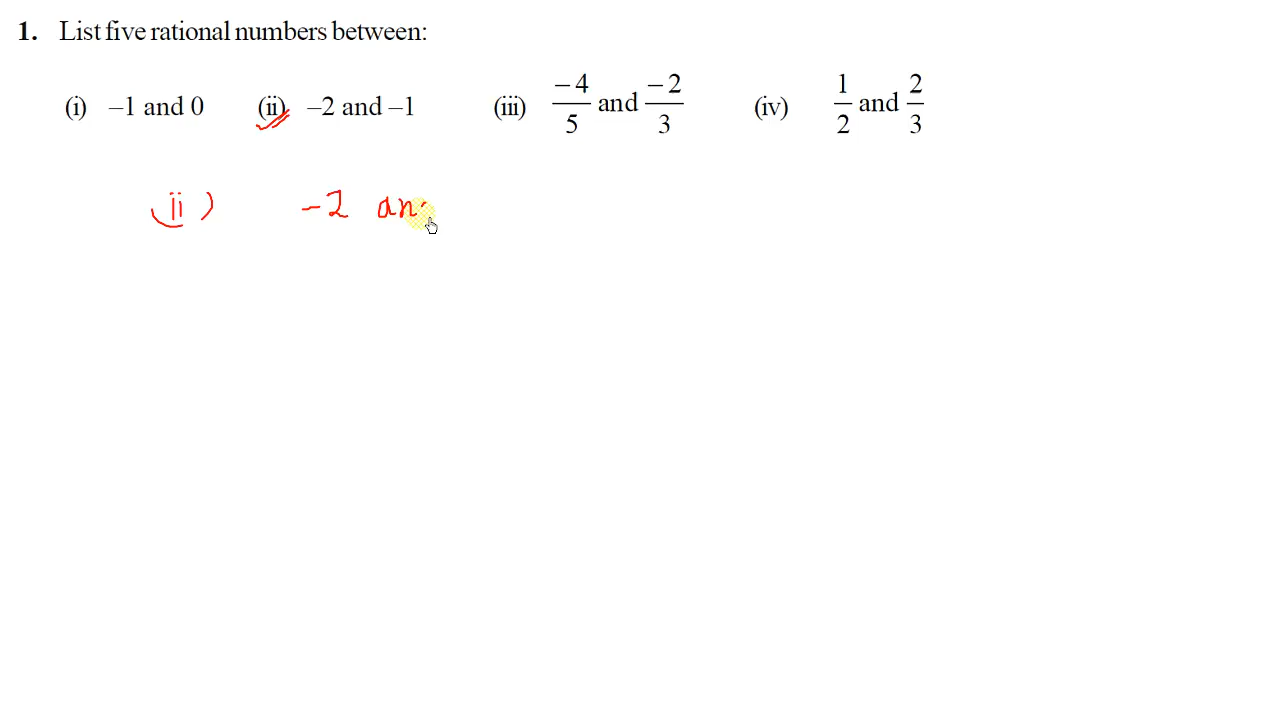 1. List five rational numbers between:
(i) –1 and 0 (ii) –2 and –1 (iii) −4/5 and −2/3 (iv) 1/2 and 2/3
(ii) -2 an